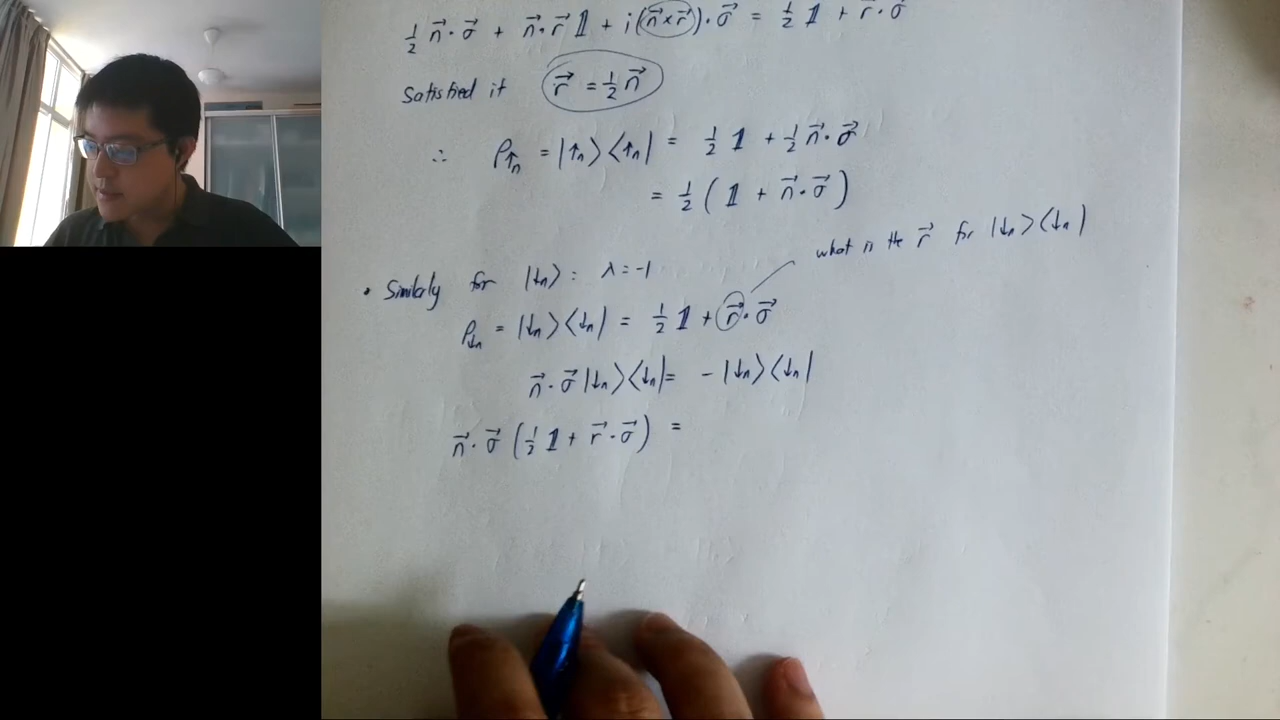 ½ n⃗·σ⃗ + n⃗·r⃗ 𝟙 + i(n⃗×r⃗)·σ⃗ = ½ 𝟙 + r⃗·σ⃗
Satisfied if r⃗ = ½ n⃗
∴ ρ↑ₙ = |↑ₙ⟩⟨↑ₙ| = ½ 𝟙 + ½ n⃗·σ⃗
= ½ (𝟙 + n⃗·σ⃗)
what is the r⃗ for |↓ₙ⟩⟨↓ₙ|
• Similarly for |↓ₙ⟩: λ = -1
ρ↓ₙ = |↓ₙ⟩⟨↓ₙ| = ½ 𝟙 + r⃗·σ⃗
n⃗·σ⃗ |↓ₙ⟩⟨↓ₙ| = - |↓ₙ⟩⟨↓ₙ|
n⃗·σ⃗ (½ 𝟙 + r⃗·σ⃗) =